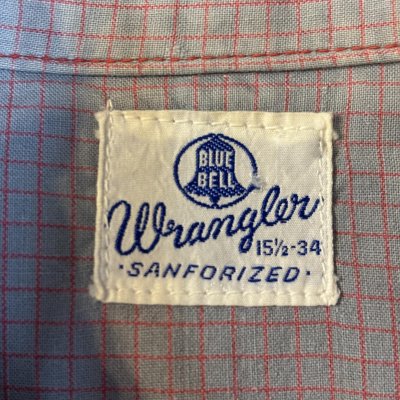 BLUE
BELL
Wrangler
15½-34
·SANFORIZED·